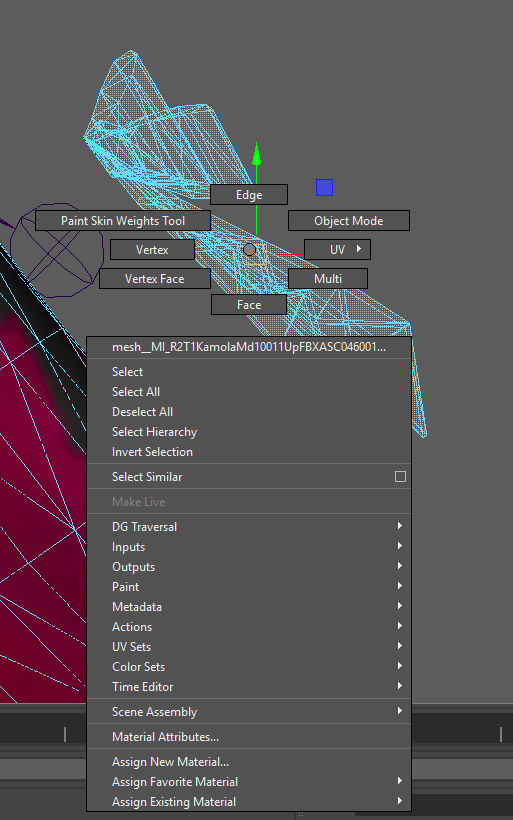 Edge
Paint Skin Weights Tool
Object Mode
Vertex
UV
Vertex Face
Multi
Face
mesh__MI_R2T1KamolaMd10011UpFBXASC046001...
Select
Select All
Deselect All
Select Hierarchy
Invert Selection
Select Similar
Make Live
DG Traversal
Inputs
Outputs
Paint
Metadata
Actions
UV Sets
Color Sets
Time Editor
Scene Assembly
Material Attributes...
Assign New Material...
Assign Favorite Material
Assign Existing Material